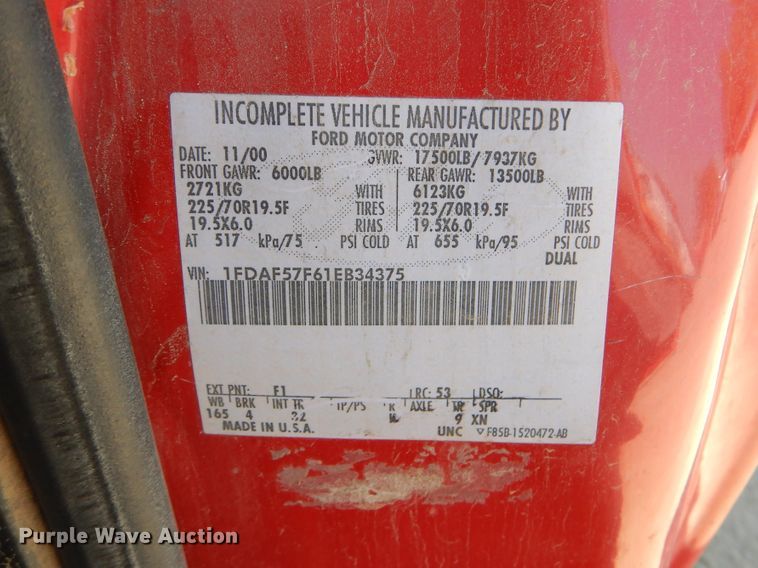 INCOMPLETE VEHICLE MANUFACTURED BY
FORD MOTOR COMPANY
DATE: 11/00 GVWR: 17500LB/7937KG
FRONT GAWR: 6000LB REAR GAWR: 13500LB
2721KG WITH 6123KG WITH
225/70R19.5F TIRES 225/70R19.5F TIRES
19.5X6.0 RIMS 19.5X6.0 RIMS
AT 517 kPa/75 PSI COLD AT 655 kPa/95 PSI COLD
DUAL
VIN: 1FDAF57F61EB34375
EXT PNT: F1 RC: 53 DSO:
WB BRK INT TR TP/PS R AXLE TR SPR
165 4 9 XN
MADE IN U.S.A. UNC F85B-1520472-AB
Purple Wave Auction